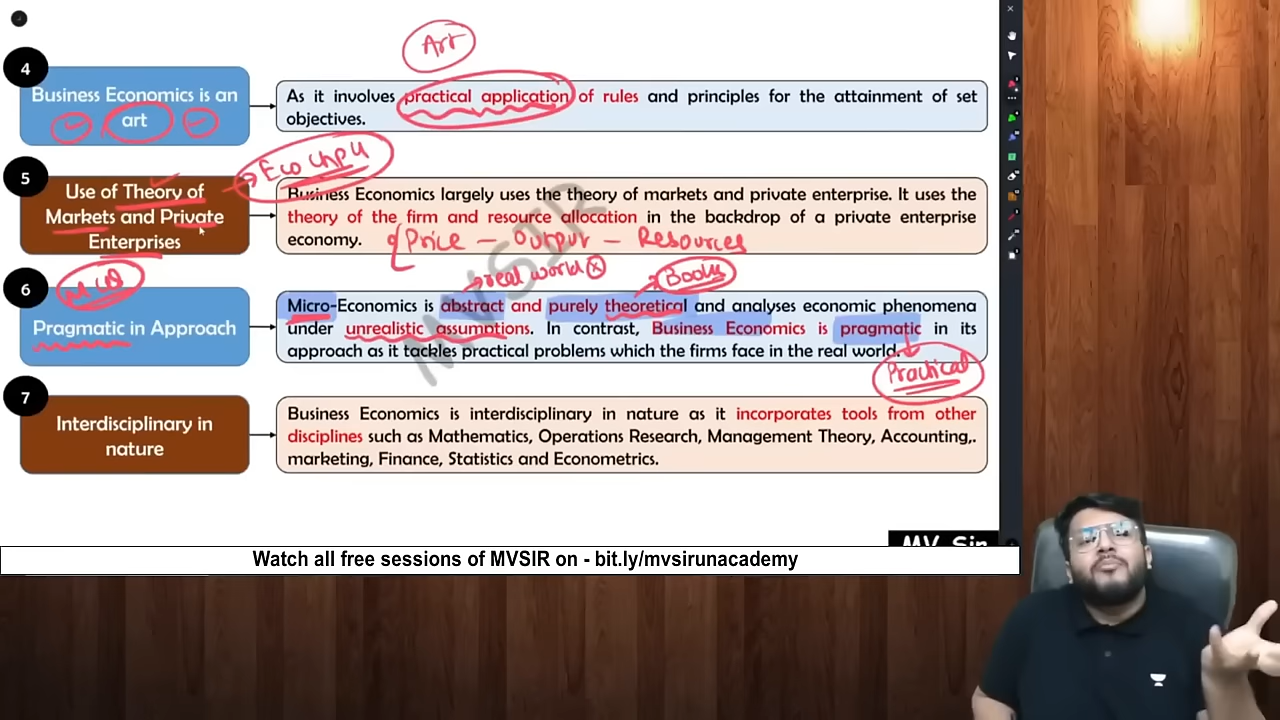 Art
4
Business Economics is an
art
As it involves practical application of rules and principles for the attainment of set
objectives.
Eco Chp 4
5
Use of Theory of
Markets and Private
Enterprises
Business Economics largely uses the theory of markets and private enterprise. It uses the
theory of the firm and resource allocation in the backdrop of a private enterprise
economy.
Price – Output – Resources
real world
Books
6
MCQ
Pragmatic in Approach
Micro-Economics is abstract and purely theoretical and analyses economic phenomena
under unrealistic assumptions. In contrast, Business Economics is pragmatic in its
approach as it tackles practical problems which the firms face in the real world.
Practical
7
Interdisciplinary in
nature
Business Economics is interdisciplinary in nature as it incorporates tools from other
disciplines such as Mathematics, Operations Research, Management Theory, Accounting,.
marketing, Finance, Statistics and Econometrics.
MVSIR
MV Sir
Watch all free sessions of MVSIR on - bit.ly/mvsirunacademy